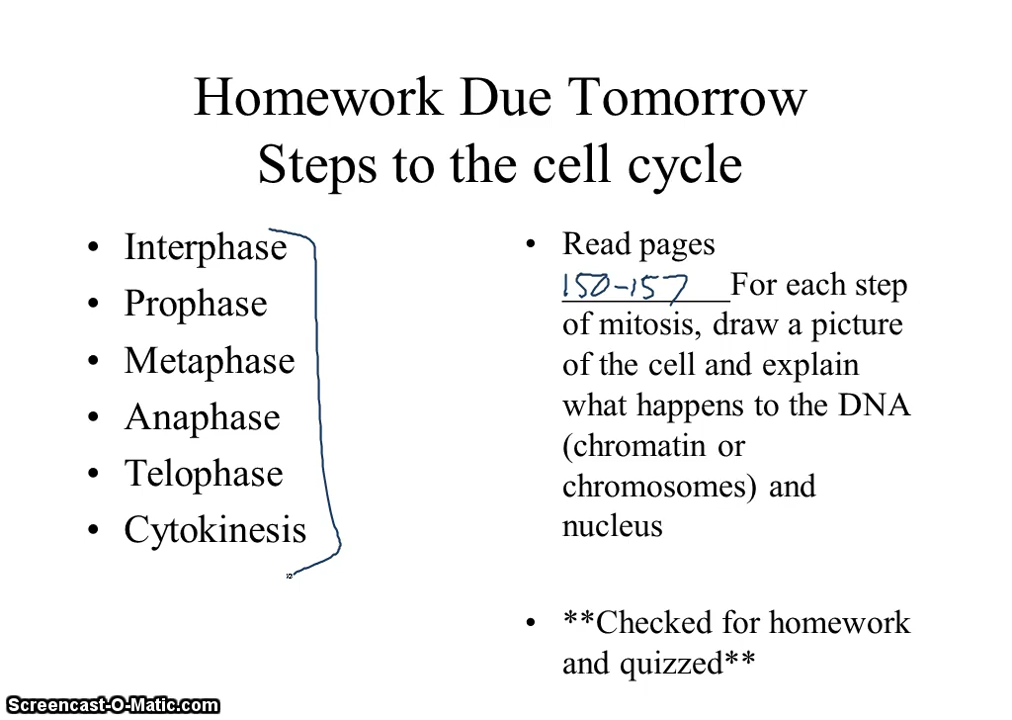 Homework Due Tomorrow
Steps to the cell cycle
• Interphase
• Prophase
• Metaphase
• Anaphase
• Telophase
• Cytokinesis
• Read pages
150-157 For each step
of mitosis, draw a picture
of the cell and explain
what happens to the DNA
(chromatin or
chromosomes) and
nucleus
• **Checked for homework
and quizzed**
Screencast-O-Matic.com